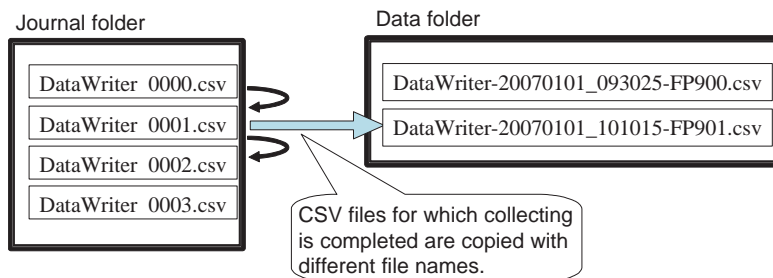 Journal folder
DataWriter 0000.csv
DataWriter 0001.csv
DataWriter 0002.csv
DataWriter 0003.csv
Data folder
DataWriter-20070101_093025-FP900.csv
DataWriter-20070101_101015-FP901.csv
CSV files for which collecting
is completed are copied with
different file names.